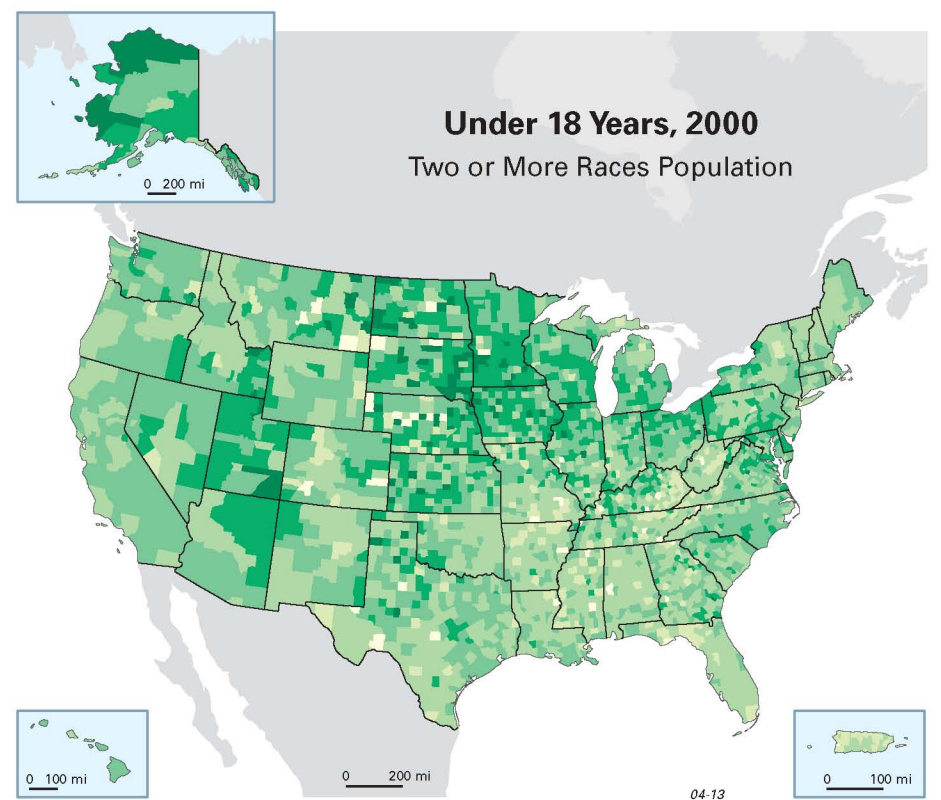 Under 18 Years, 2000
Two or More Races Population
0 200 mi
0 100 mi
0 200 mi
0 100 mi
04-13